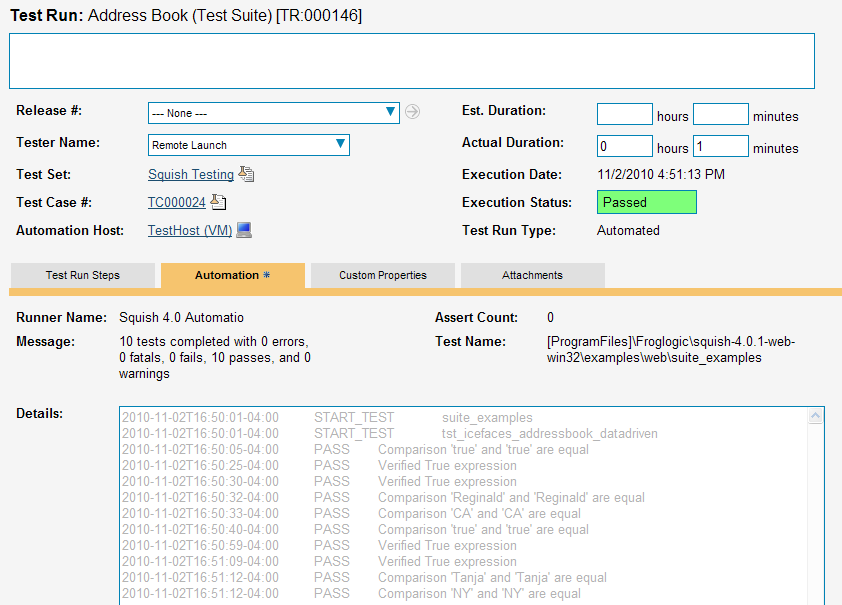 Test Run: Address Book (Test Suite) [TR:000146]
Release #: --- None --- Est. Duration: hours minutes
Tester Name: Remote Launch Actual Duration: 0 hours 1 minutes
Test Set: Squish Testing Execution Date: 11/2/2010 4:51:13 PM
Test Case #: TC000024 Execution Status: Passed
Automation Host: TestHost (VM) Test Run Type: Automated
Test Run Steps Automation * Custom Properties Attachments
Runner Name: Squish 4.0 Automatio Assert Count: 0
Message: 10 tests completed with 0 errors, Test Name: [ProgramFiles]\Froglogic\squish-4.0.1-web-
0 fatals, 0 fails, 10 passes, and 0 win32\examples\web\suite_examples
warnings
Details:
2010-11-02T16:50:01-04:00 START_TEST suite_examples
2010-11-02T16:50:01-04:00 START_TEST tst_icefaces_addressbook_datadriven
2010-11-02T16:50:05-04:00 PASS Comparison 'true' and 'true' are equal
2010-11-02T16:50:25-04:00 PASS Verified True expression
2010-11-02T16:50:30-04:00 PASS Verified True expression
2010-11-02T16:50:32-04:00 PASS Comparison 'Reginald' and 'Reginald' are equal
2010-11-02T16:50:33-04:00 PASS Comparison 'CA' and 'CA' are equal
2010-11-02T16:50:40-04:00 PASS Comparison 'true' and 'true' are equal
2010-11-02T16:50:59-04:00 PASS Verified True expression
2010-11-02T16:51:09-04:00 PASS Verified True expression
2010-11-02T16:51:12-04:00 PASS Comparison 'Tanja' and 'Tanja' are equal
2010-11-02T16:51:12-04:00 PASS Comparison 'NY' and 'NY' are equal